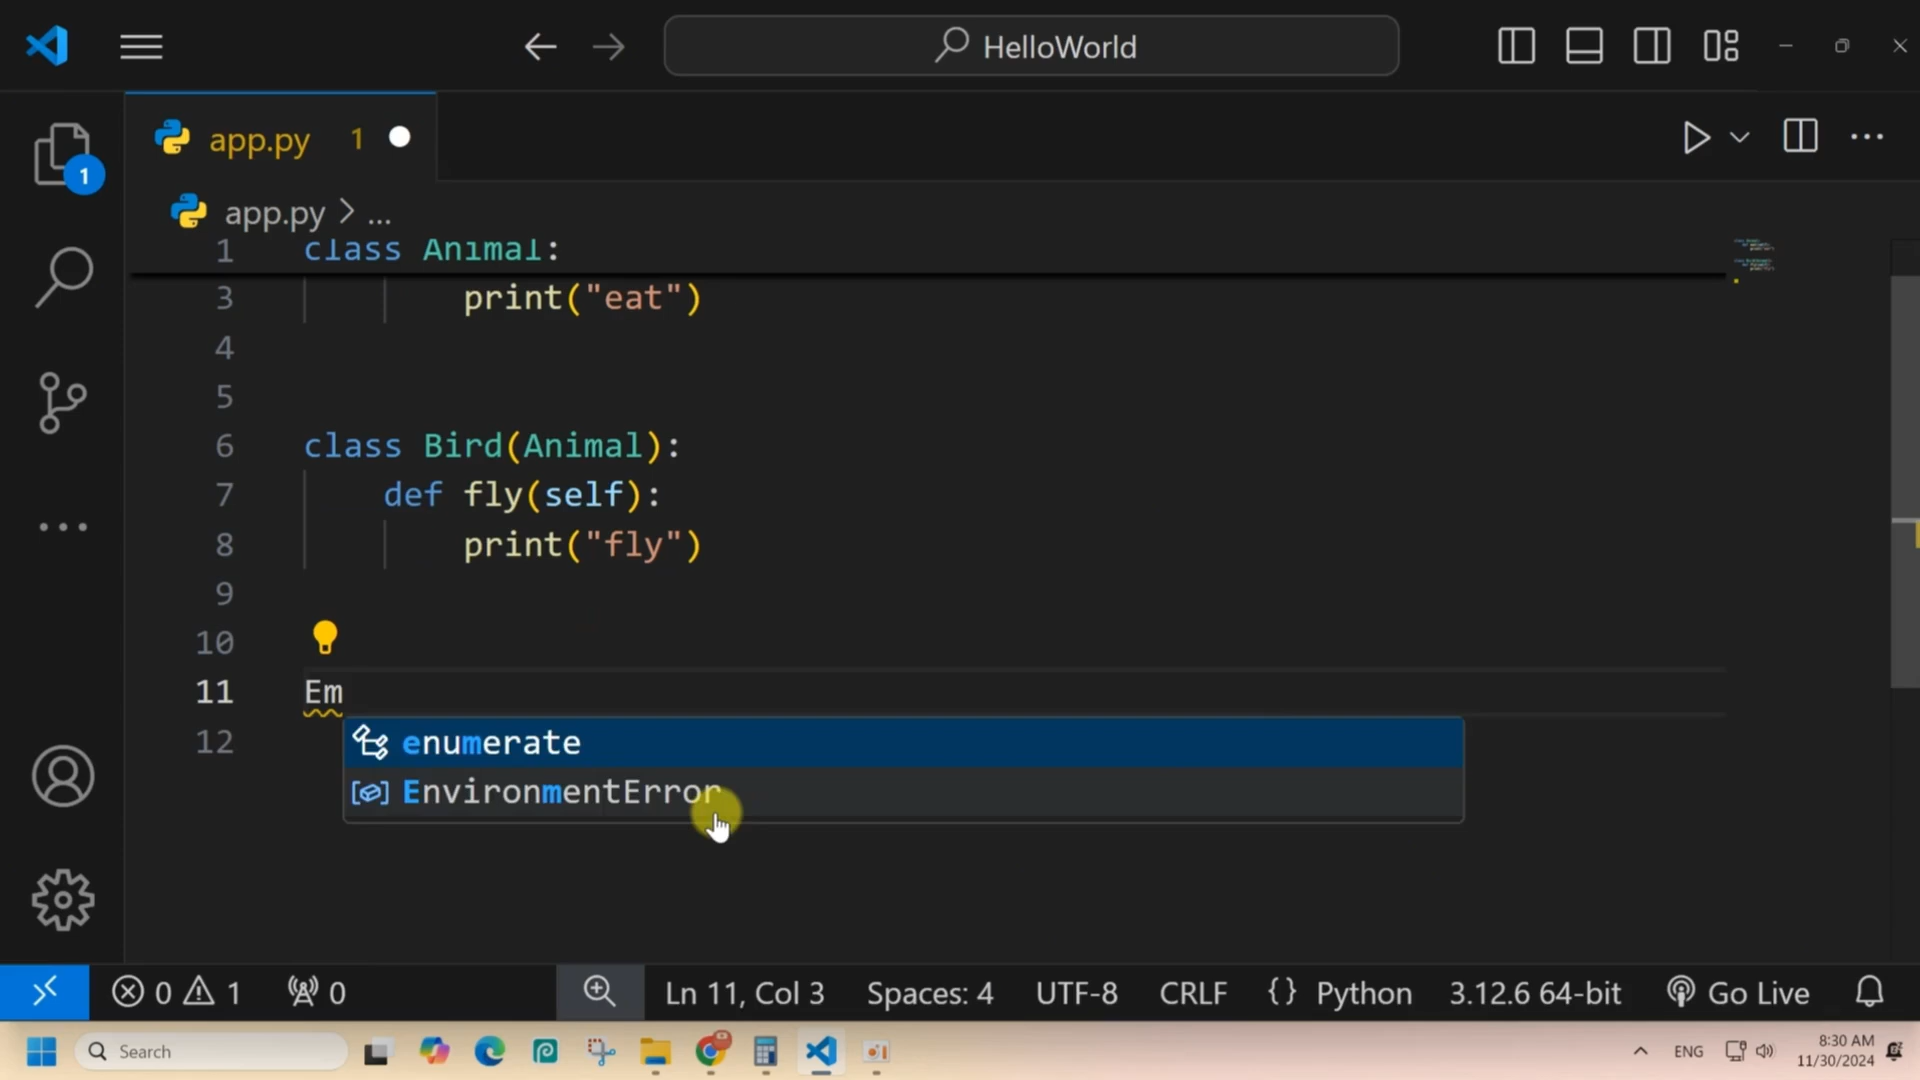 HelloWorld
app.py 1
1
app.py > ...
1 class Animal:
3 print("eat")
4
5
6 class Bird(Animal):
7 def fly(self):
8 print("fly")
9
10
11 Em
12
enumerate
EnvironmentError
0 1 0 Ln 11, Col 3 Spaces: 4 UTF-8 CRLF {} Python 3.12.6 64-bit Go Live
Search ENG 8:30 AM
11/30/2024